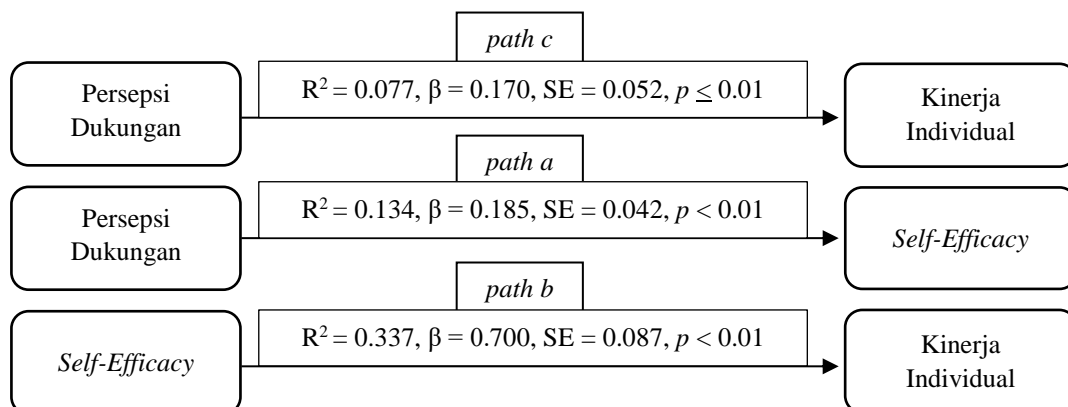 path c
Persepsi
Dukungan
R² = 0.077, β = 0.170, SE = 0.052, p ≤ 0.01
Kinerja
Individual
path a
Persepsi
Dukungan
R² = 0.134, β = 0.185, SE = 0.042, p < 0.01
Self-Efficacy
path b
Self-Efficacy
R² = 0.337, β = 0.700, SE = 0.087, p < 0.01
Kinerja
Individual